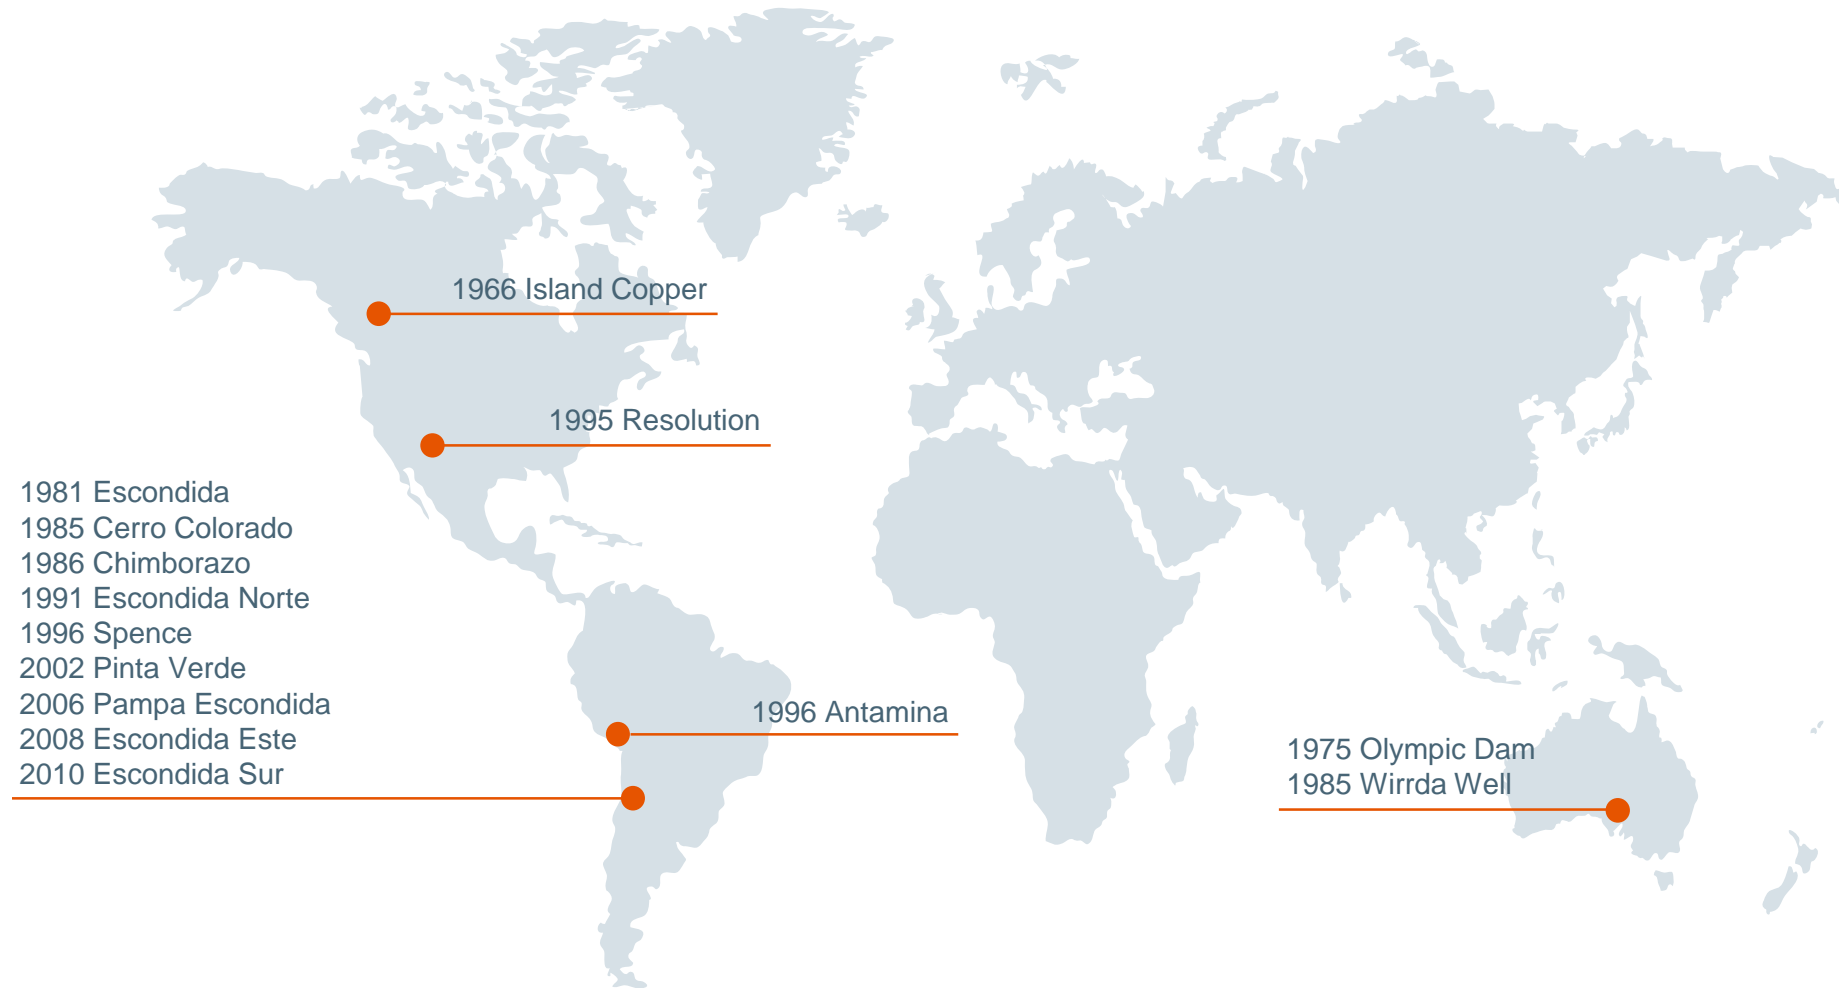 1966 Island Copper
1995 Resolution
1981 Escondida
1985 Cerro Colorado
1986 Chimborazo
1991 Escondida Norte
1996 Spence
2002 Pinta Verde
2006 Pampa Escondida
2008 Escondida Este
2010 Escondida Sur
1996 Antamina
1975 Olympic Dam
1985 Wirrda Well